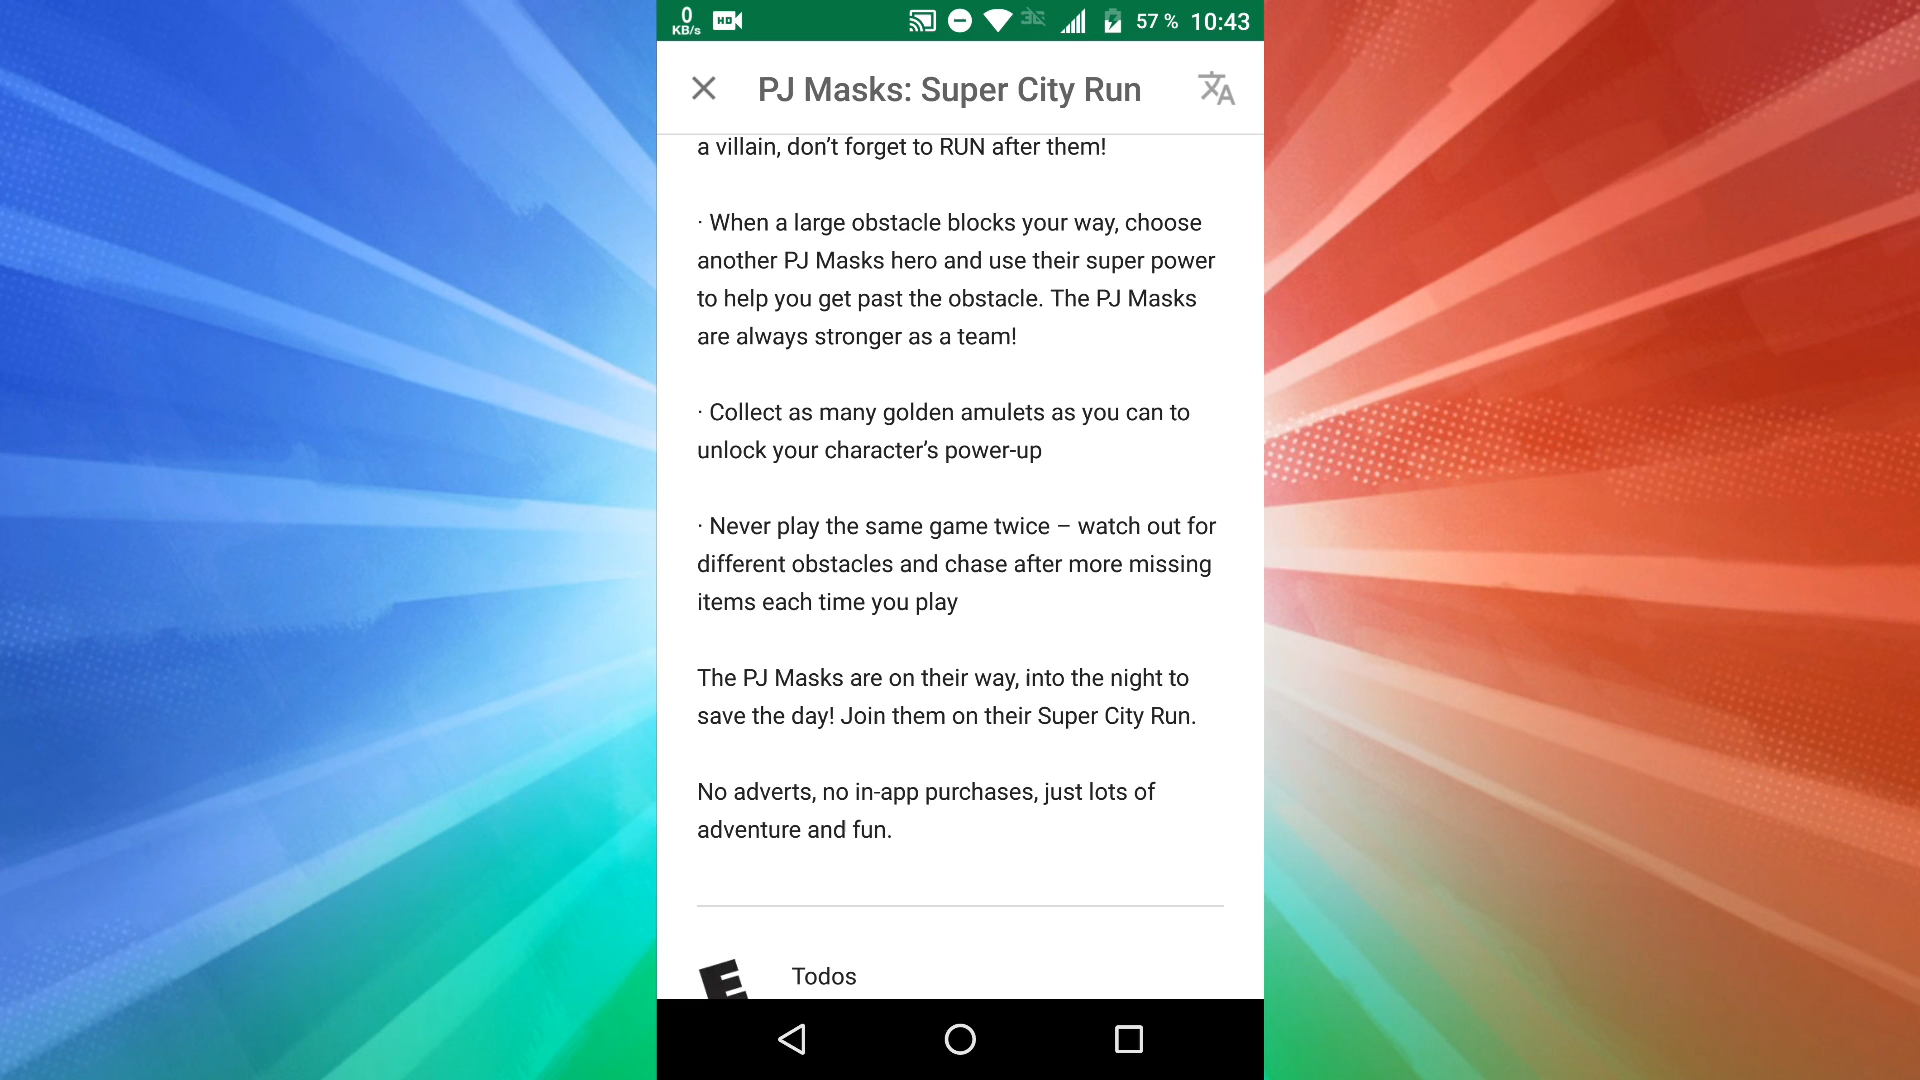 0
KB/s
HD
3G
57 %
10:43
PJ Masks: Super City Run
a villain, don’t forget to RUN after them!
· When a large obstacle blocks your way, choose
another PJ Masks hero and use their super power
to help you get past the obstacle. The PJ Masks
are always stronger as a team!
· Collect as many golden amulets as you can to
unlock your character’s power-up
· Never play the same game twice – watch out for
different obstacles and chase after more missing
items each time you play
The PJ Masks are on their way, into the night to
save the day! Join them on their Super City Run.
No adverts, no in-app purchases, just lots of
adventure and fun.
E
Todos